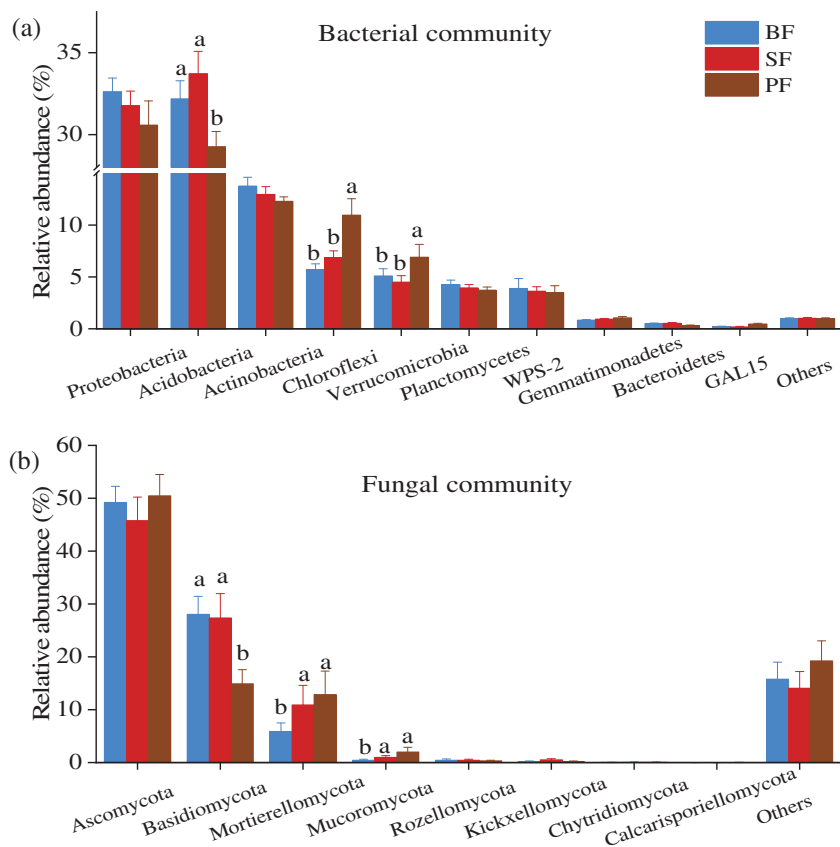 (a)
Bacterial community
BF
SF
PF
Relative abundance (%)
35
30
10
5
0
a
a
b
b
b
a
b
b
a
Proteobacteria
Acidobacteria
Actinobacteria
Chloroflexi
Verrucomicrobia
Planctomycetes
WPS-2
Gemmatimonadetes
Bacteroidetes
GAL15
Others
(b)
Fungal community
Relative abundance (%)
60
50
40
30
20
10
0
a
a
b
b
a
a
b
a
a
Ascomycota
Basidiomycota
Mortierellomycota
Mucoromycota
Rozellomycota
Kickxellomycota
Chytridiomycota
Calcarisporiellomycota
Others